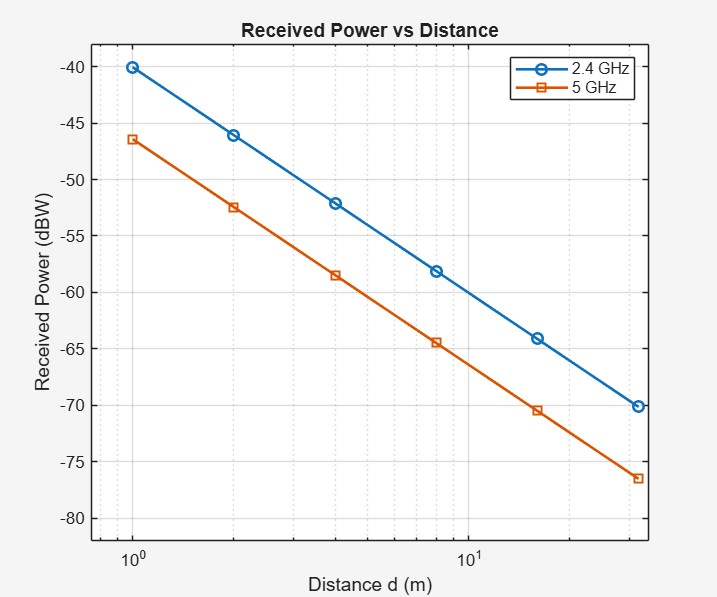 Received Power vs Distance
2.4 GHz
5 GHz
-40
-45
-50
-55
-60
-65
-70
-75
-80
Received Power (dBW)
10⁰
10¹
Distance d (m)